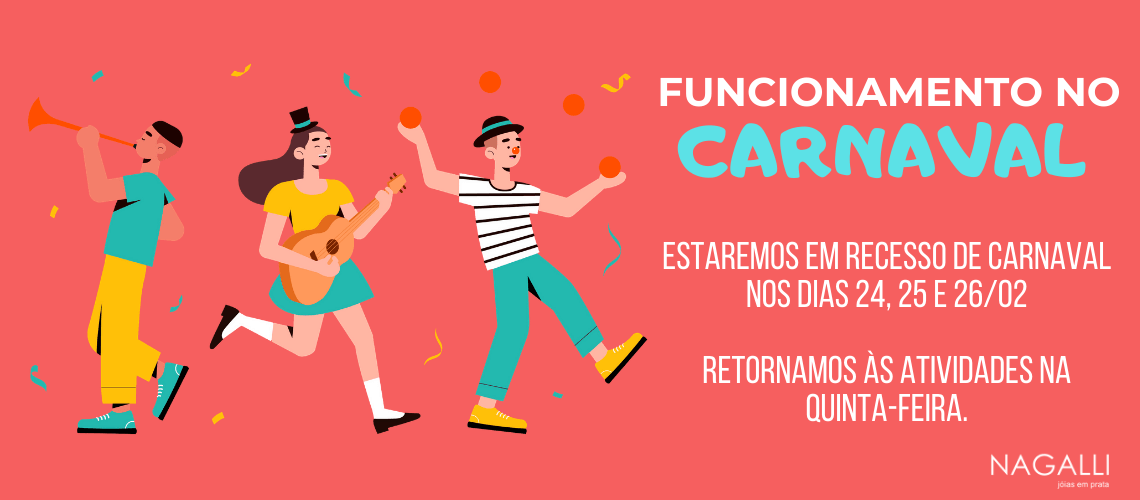 FUNCIONAMENTO NO
CARNAVAL
ESTAREMOS EM RECESSO DE CARNAVAL
NOS DIAS 24, 25 E 26/02
RETORNAMOS ÀS ATIVIDADES NA
QUINTA-FEIRA.
NAGALLI
jóias em prata